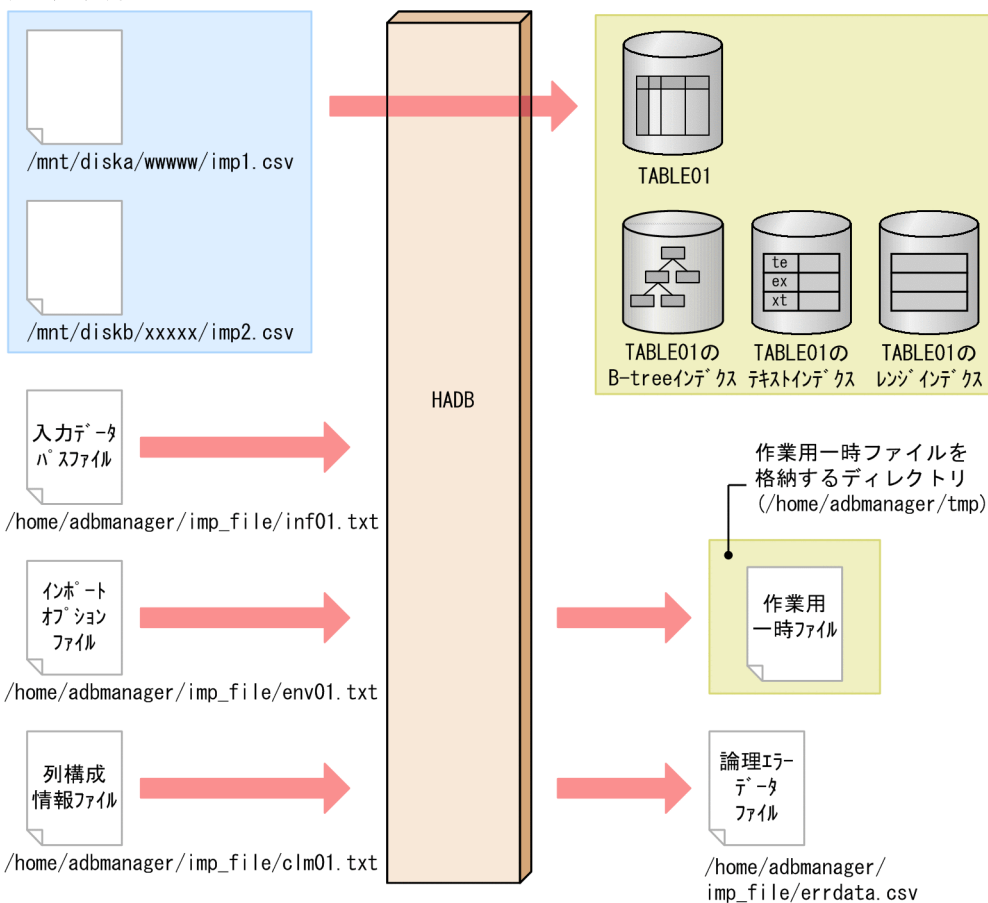 /mnt/diska/wwwww/imp1.csv
/mnt/diskb/xxxxx/imp2.csv
TABLE01
te
ex
xt
TABLE01の
B-treeインデクス
TABLE01の
テキストインデクス
TABLE01の
レンジインデクス
HADB
入力データ
パスファイル
/home/adbmanager/imp_file/inf01.txt
作業用一時ファイルを
格納するディレクトリ
(/home/adbmanager/tmp)
インポート
オプション
ファイル
/home/adbmanager/imp_file/env01.txt
作業用
一時ファイル
列構成
情報ファイル
/home/adbmanager/imp_file/clm01.txt
論理エラー
データ
ファイル
/home/adbmanager/
imp_file/errdata.csv